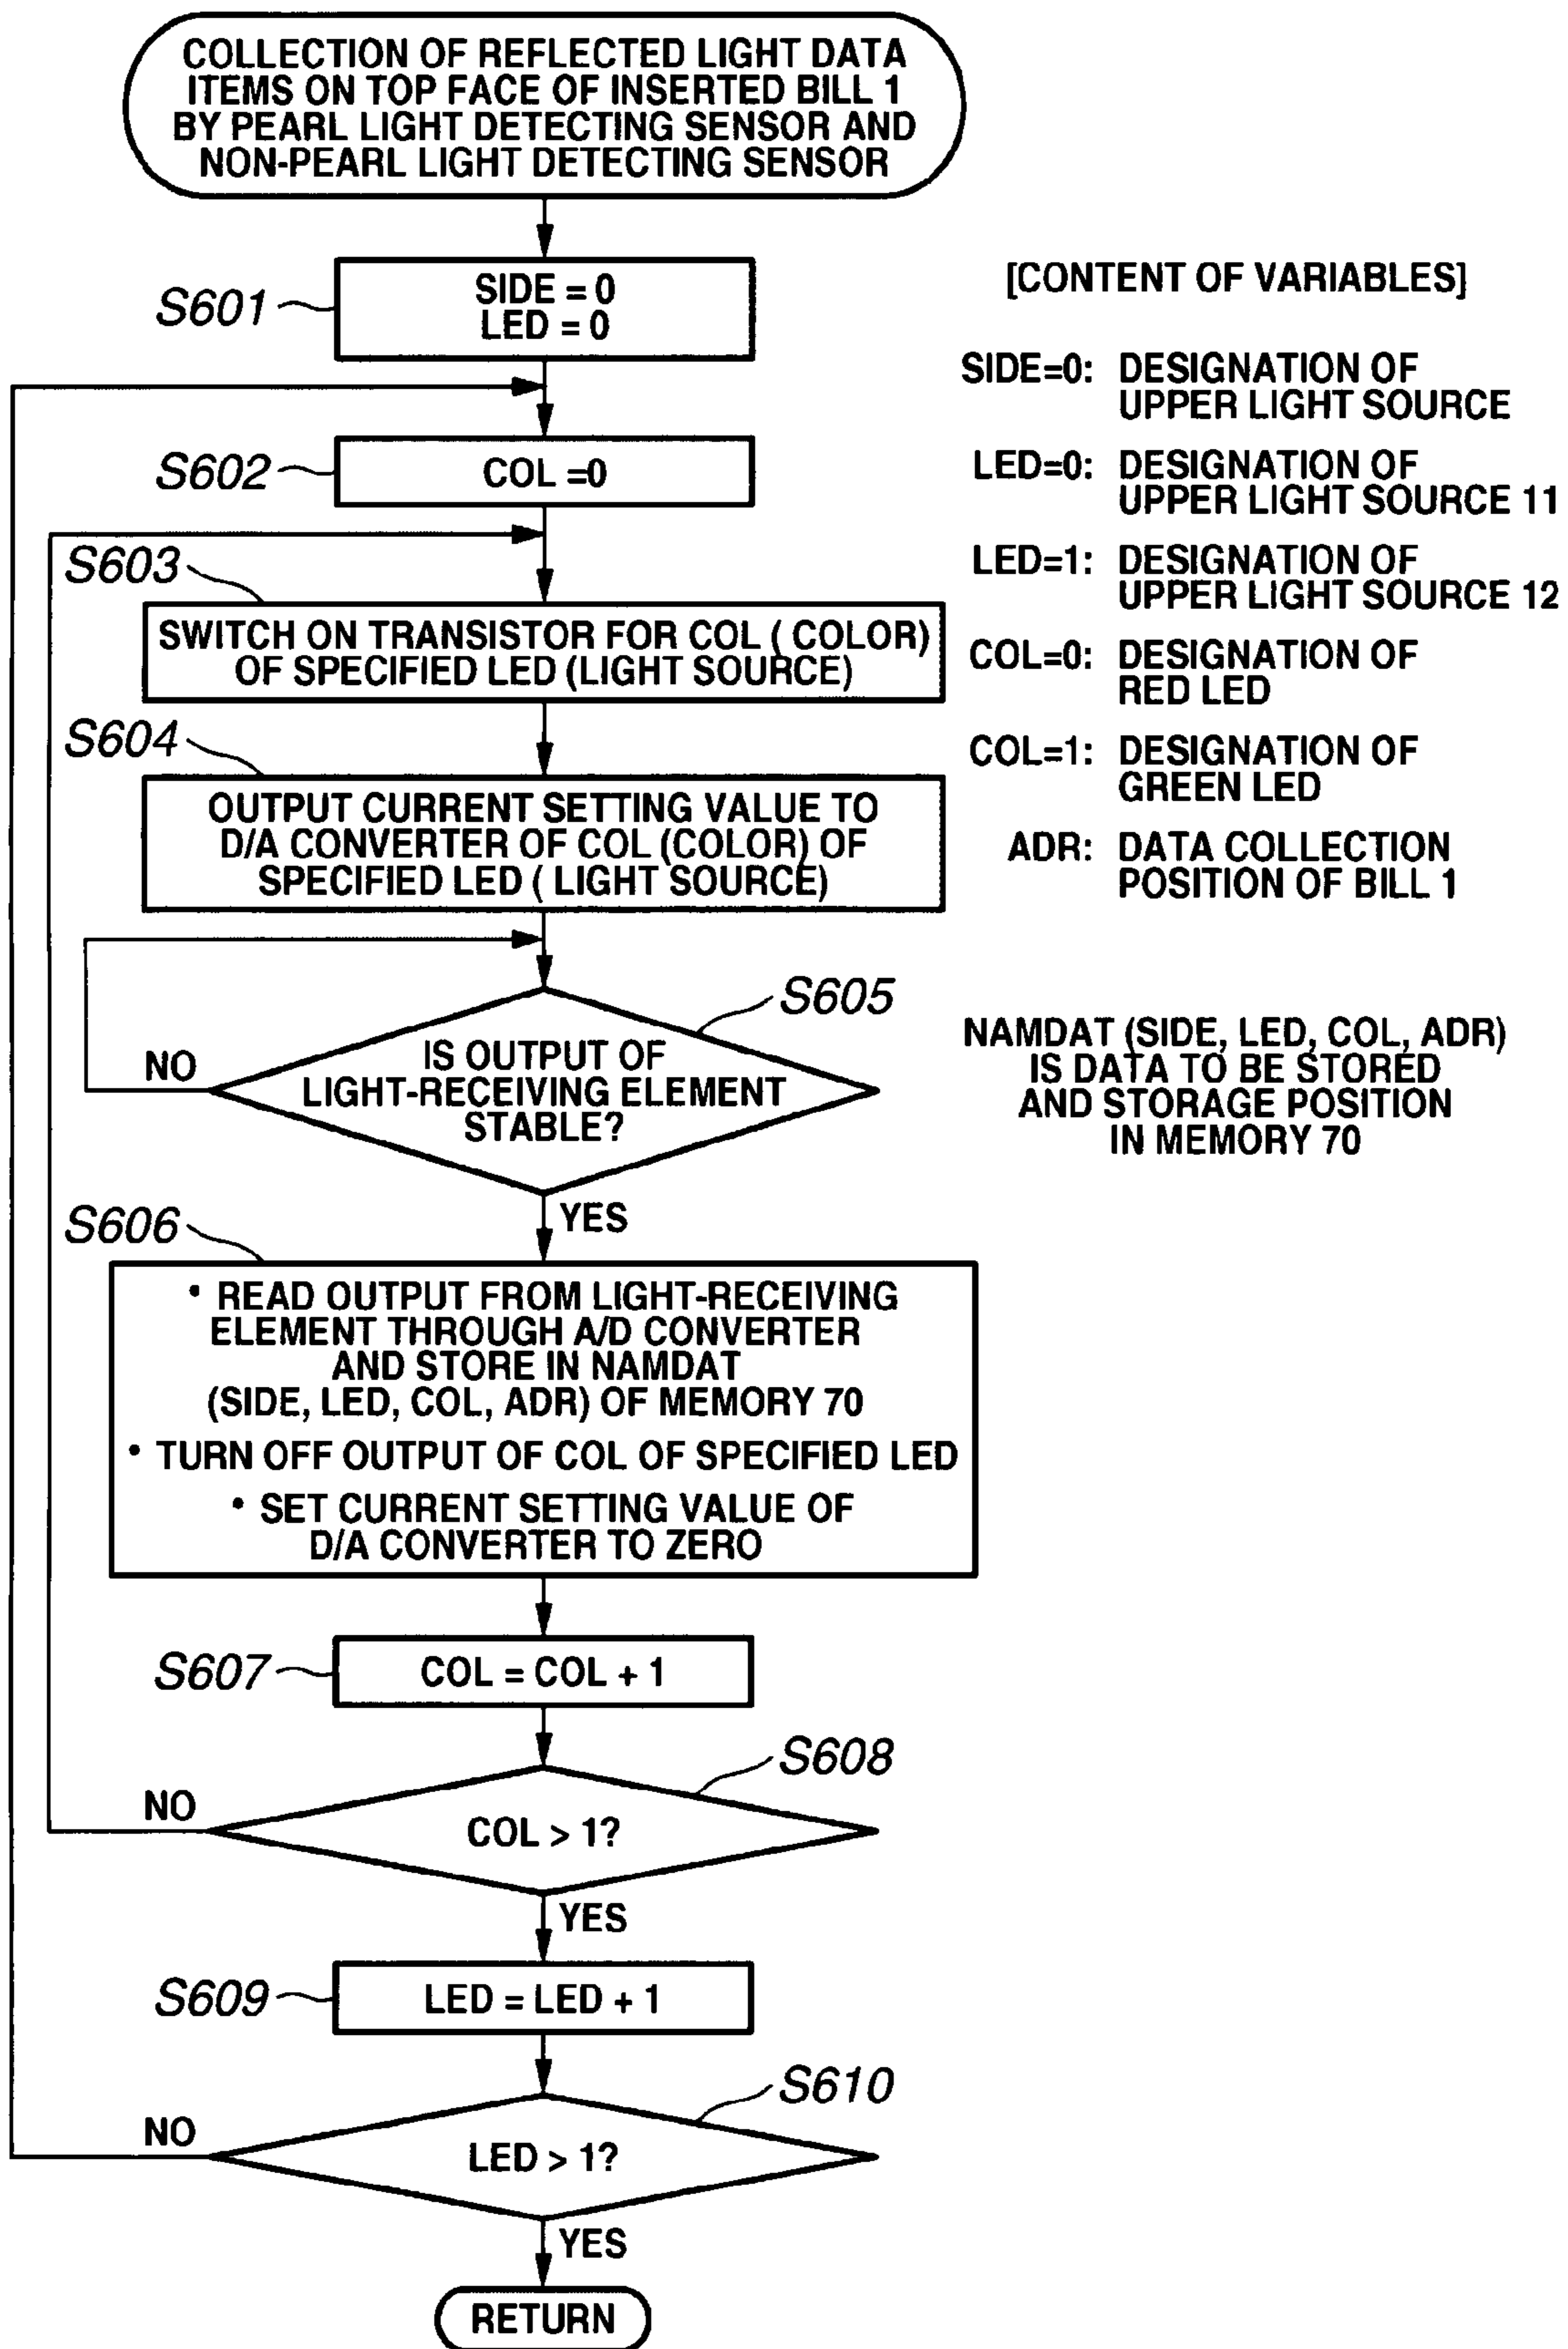 COLLECTION OF REFLECTED LIGHT DATA
ITEMS ON TOP FACE OF INSERTED BILL 1
BY PEARL LIGHT DETECTING SENSOR AND
NON-PEARL LIGHT DETECTING SENSOR
S601
SIDE = 0
LED = 0
S602
COL =0
S603
SWITCH ON TRANSISTOR FOR COL ( COLOR)
OF SPECIFIED LED (LIGHT SOURCE)
S604
OUTPUT CURRENT SETTING VALUE TO
D/A CONVERTER OF COL (COLOR) OF
SPECIFIED LED ( LIGHT SOURCE)
S605
IS OUTPUT OF
LIGHT-RECEIVING ELEMENT
STABLE?
NO
YES
S606
• READ OUTPUT FROM LIGHT-RECEIVING
ELEMENT THROUGH A/D CONVERTER
AND STORE IN NAMDAT
(SIDE, LED, COL, ADR) OF MEMORY 70
• TURN OFF OUTPUT OF COL OF SPECIFIED LED
• SET CURRENT SETTING VALUE OF
D/A CONVERTER TO ZERO
S607
COL = COL + 1
S608
COL > 1?
NO
YES
S609
LED = LED + 1
S610
LED > 1?
NO
YES
RETURN
[CONTENT OF VARIABLES]
SIDE=0: DESIGNATION OF
UPPER LIGHT SOURCE
LED=0: DESIGNATION OF
UPPER LIGHT SOURCE 11
LED=1: DESIGNATION OF
UPPER LIGHT SOURCE 12
COL=0: DESIGNATION OF
RED LED
COL=1: DESIGNATION OF
GREEN LED
ADR: DATA COLLECTION
POSITION OF BILL 1
NAMDAT (SIDE, LED, COL, ADR)
IS DATA TO BE STORED
AND STORAGE POSITION
IN MEMORY 70